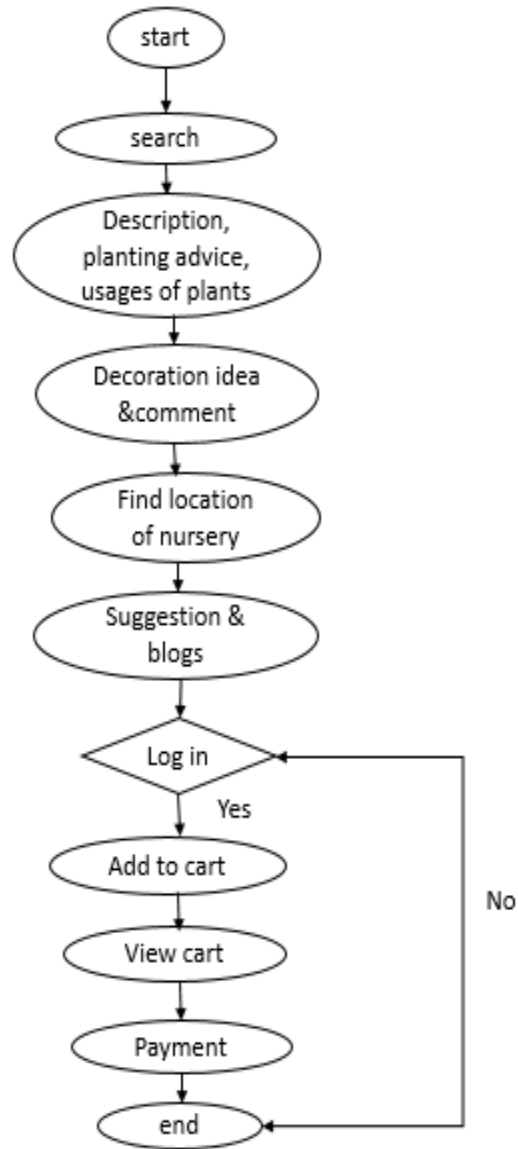 start
search
Description,
planting advice,
usages of plants
Decoration idea
&comment
Find location
of nursery
Suggestion &
blogs
Log in
Yes
Add to cart
No
View cart
Payment
end